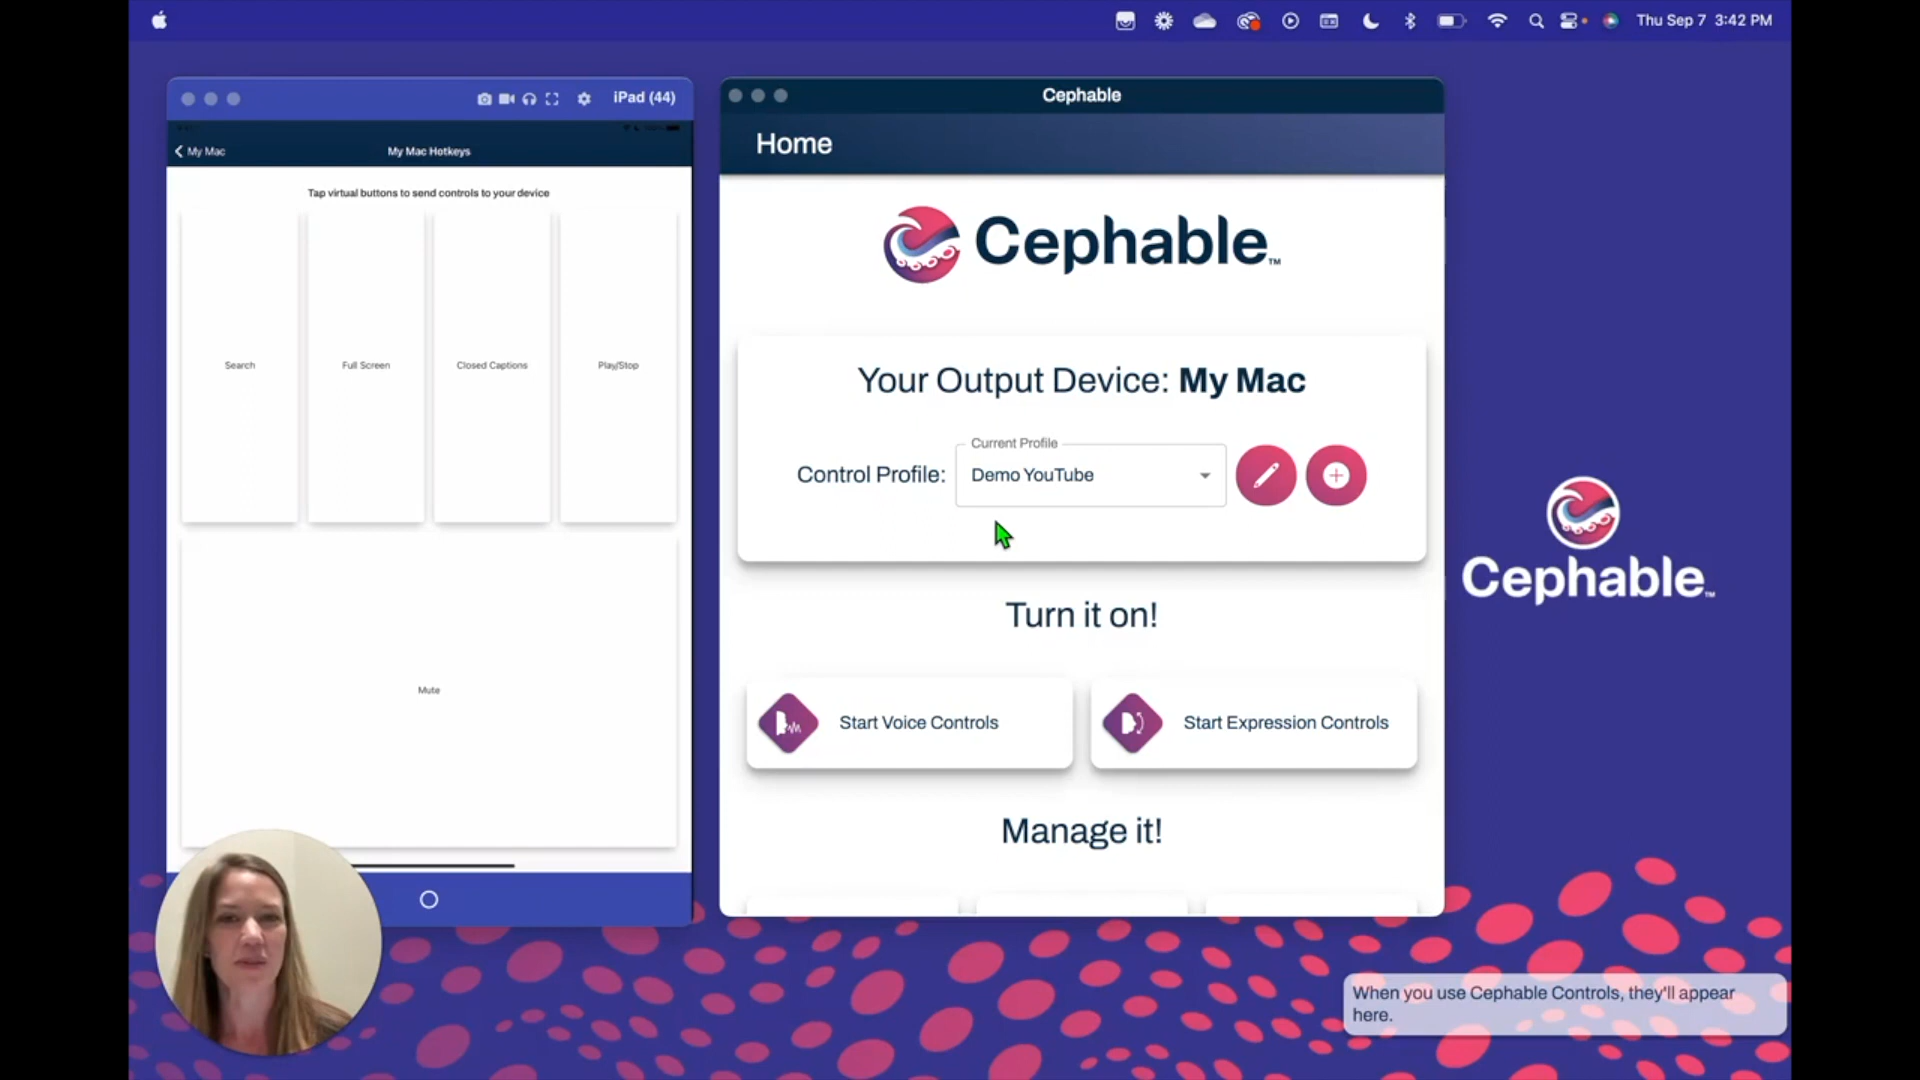 Thu Sep 7 3:42 PM
iPad (44)
My Mac
My Mac Hotkeys
Tap virtual buttons to send controls to your device
Search
Full Screen
Closed Captions
Play/Stop
Mute
Cephable
Home
Cephable™
Your Output Device: My Mac
Control Profile:
Current Profile
Demo YouTube
Turn it on!
Start Voice Controls
Start Expression Controls
Manage it!
Cephable™
When you use Cephable Controls, they'll appear
here.